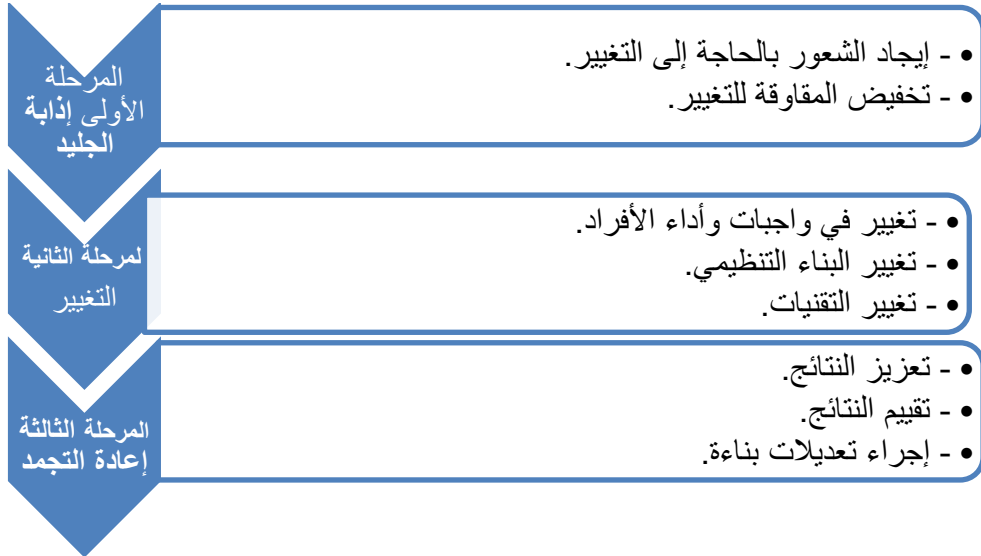 المرحلة
الأولى إذابة
الجليد
• - إيجاد الشعور بالحاجة إلى التغيير.
• - تخفيض المقاوقة للتغيير.
لمرحلة الثانية
التغيير
• - تغيير في واجبات وأداء الأفراد.
• - تغيير البناء التنظيمي.
• - تغيير التقنيات.
المرحلة الثالثة
إعادة التجمد
• - تعزيز النتائج.
• - تقييم النتائج.
• - إجراء تعديلات بناءة.